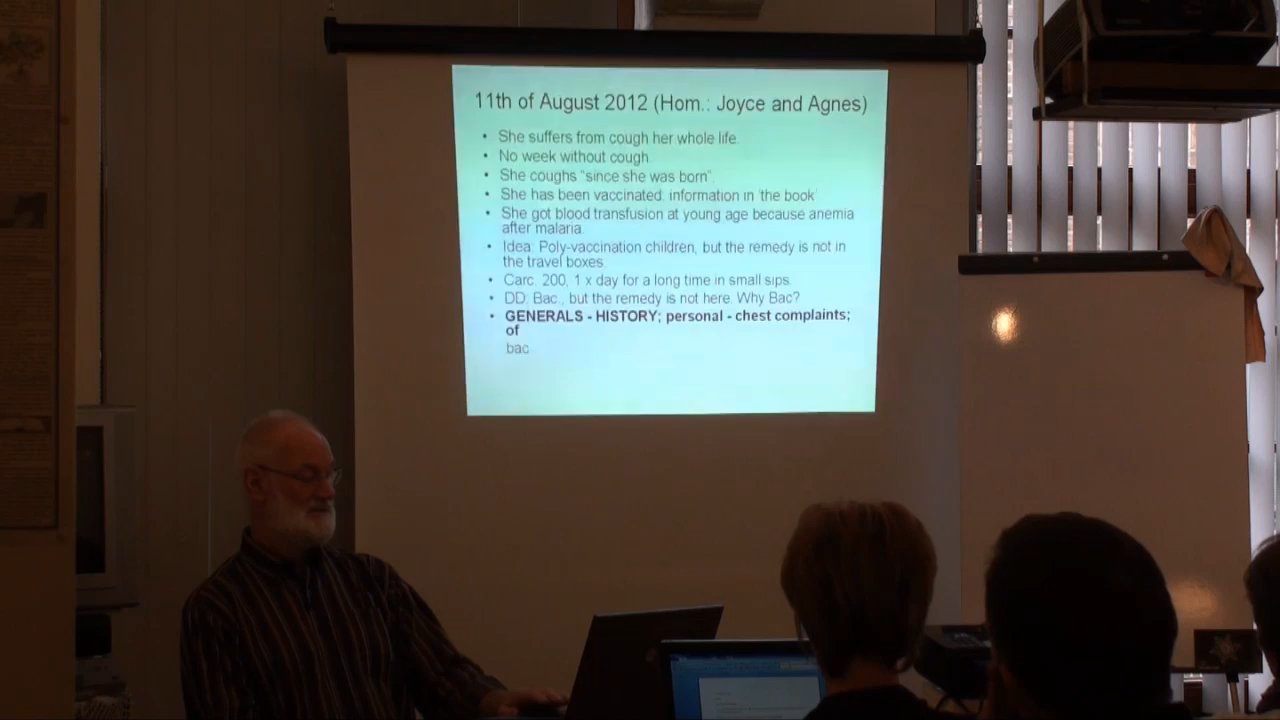 11th of August 2012 (Hom.: Joyce and Agnes)
• She suffers from cough her whole life.
• No week without cough.
• She coughs "since she was born".
• She has been vaccinated: information in 'the book'
• She got blood transfusion at young age because anemia
after malaria.
• Idea: Poly-vaccination children, but the remedy is not in
the travel boxes.
• Carc. 200, 1 x day for a long time in small sips.
• DD: Bac., but the remedy is not here. Why Bac?
• GENERALS - HISTORY; personal - chest complaints;
of
bac